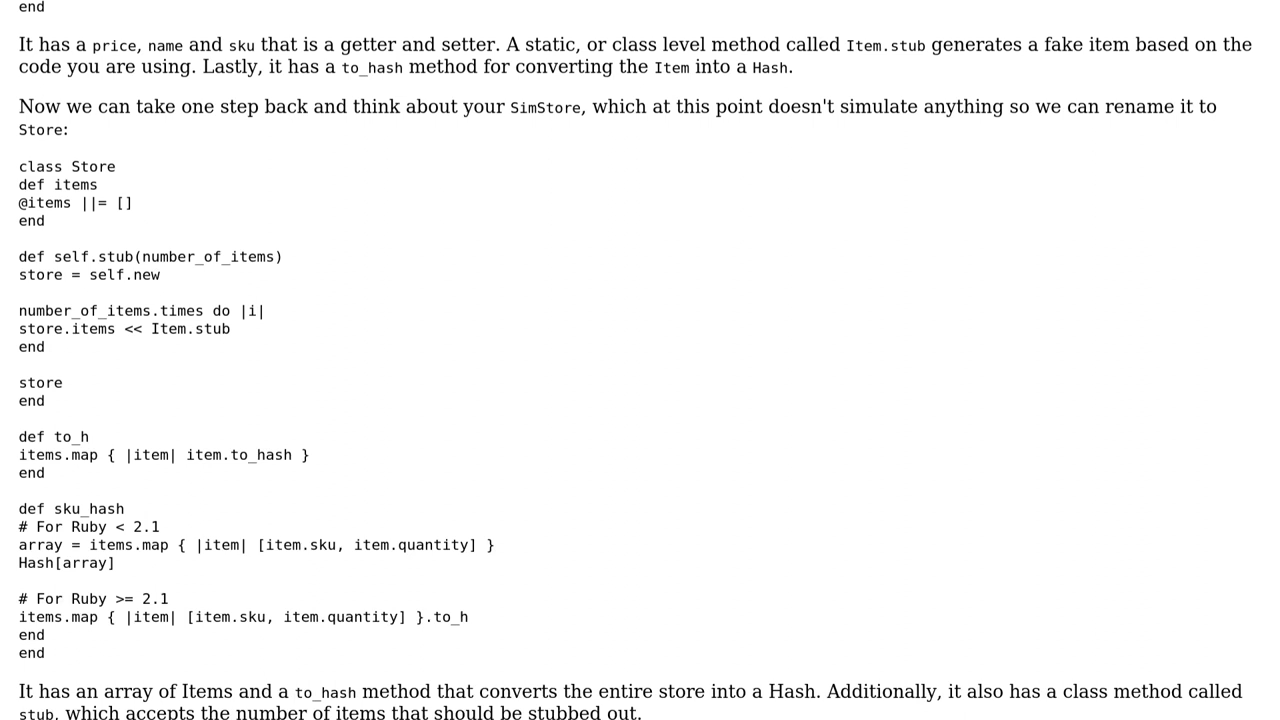 end
It has a price, name and sku that is a getter and setter. A static, or class level method called Item.stub generates a fake item based on the
code you are using. Lastly, it has a to_hash method for converting the Item into a Hash.
Now we can take one step back and think about your SimStore, which at this point doesn't simulate anything so we can rename it to
Store:
class Store
def items
@items ||= []
end
def self.stub(number_of_items)
store = self.new
number_of_items.times do |i|
store.items << Item.stub
end
store
end
def to_h
items.map { |item| item.to_hash }
end
def sku_hash
# For Ruby < 2.1
array = items.map { |item| [item.sku, item.quantity] }
Hash[array]
# For Ruby >= 2.1
items.map { |item| [item.sku, item.quantity] }.to_h
end
end
It has an array of Items and a to_hash method that converts the entire store into a Hash. Additionally, it also has a class method called
stub, which accepts the number of items that should be stubbed out.